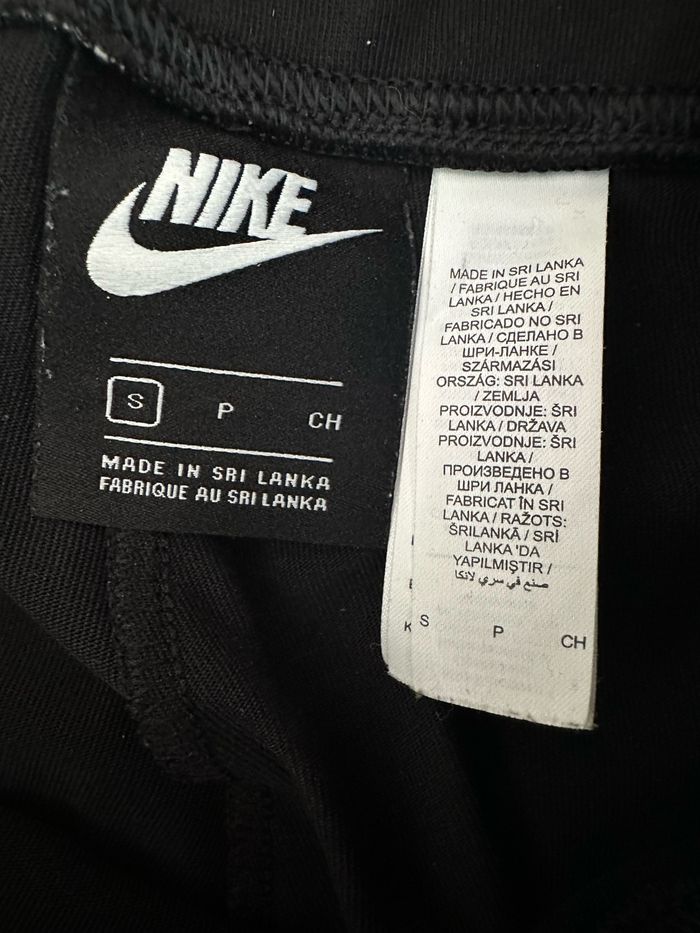 NIKE
S P CH
MADE IN SRI LANKA
FABRIQUE AU SRI LANKA
MADE IN SRI LANKA
/ FABRIQUE AU SRI
LANKA / HECHO EN
SRI LANKA /
FABRICADO NO SRI
LANKA / СДЕЛАНО В
ШРИ-ЛАНКЕ /
SZÁRMAZÁSI
ORSZÁG: SRI LANKA
/ ZEMLJA
PROIZVODNJE: ŠRI
LANKA / DRŽAVA
PROIZVODNJE: ŠRI
LANKA /
ПРОИЗВЕДЕНО В
ШРИ ЛАНКА /
FABRICAT ÎN SRI
LANKA / RAŽOTS:
ŠRILANKĀ / SRİ
LANKA 'DA
YAPILMIŞTIR /
صنع في سري لانكا
K
S P CH